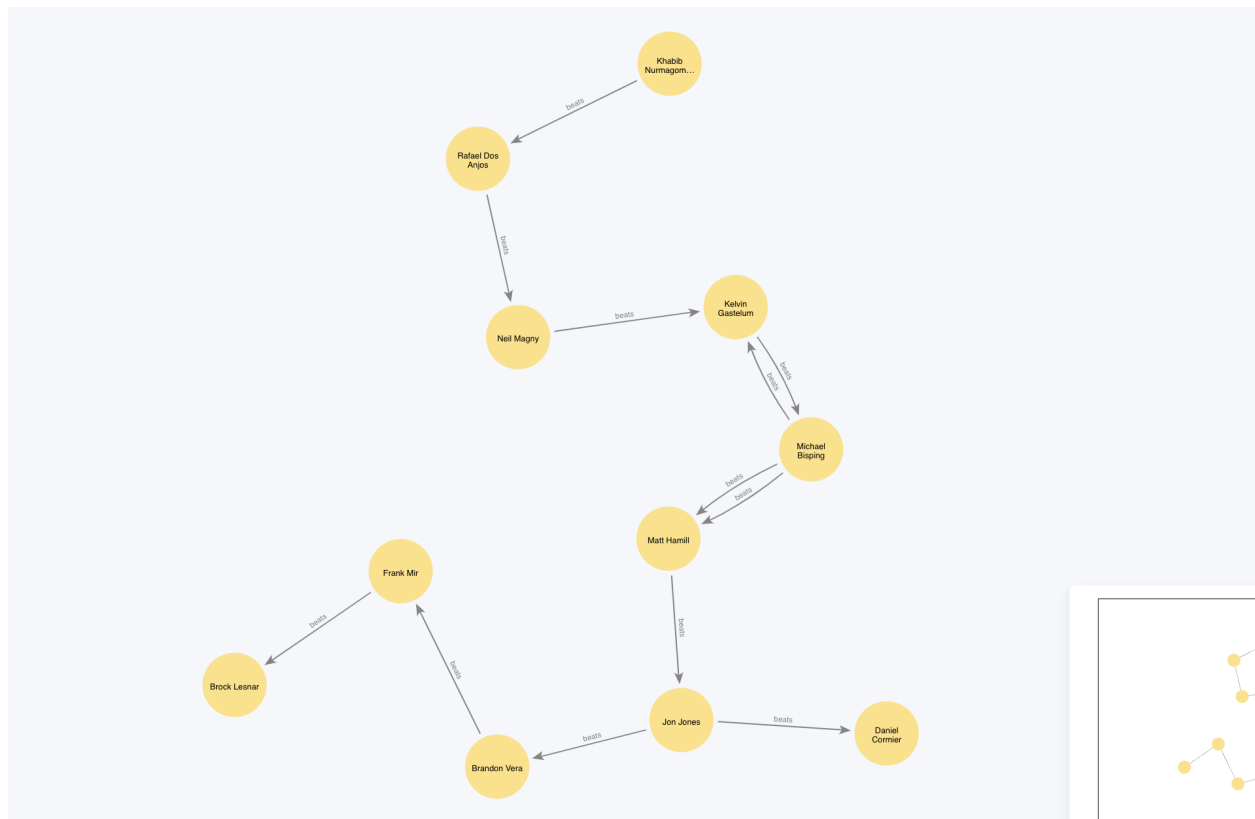 Khabib
Nurmagom...
beats
Rafael Dos
Anjos
beats
Kelvin
Gastelum
beats
Neil Magny
beats
beats
Michael
Bisping
beats
beats
Matt Hamill
Frank Mir
beats
beats
beats
Brock Lesnar
Jon Jones
beats
Daniel
Cormier
beats
Brandon Vera